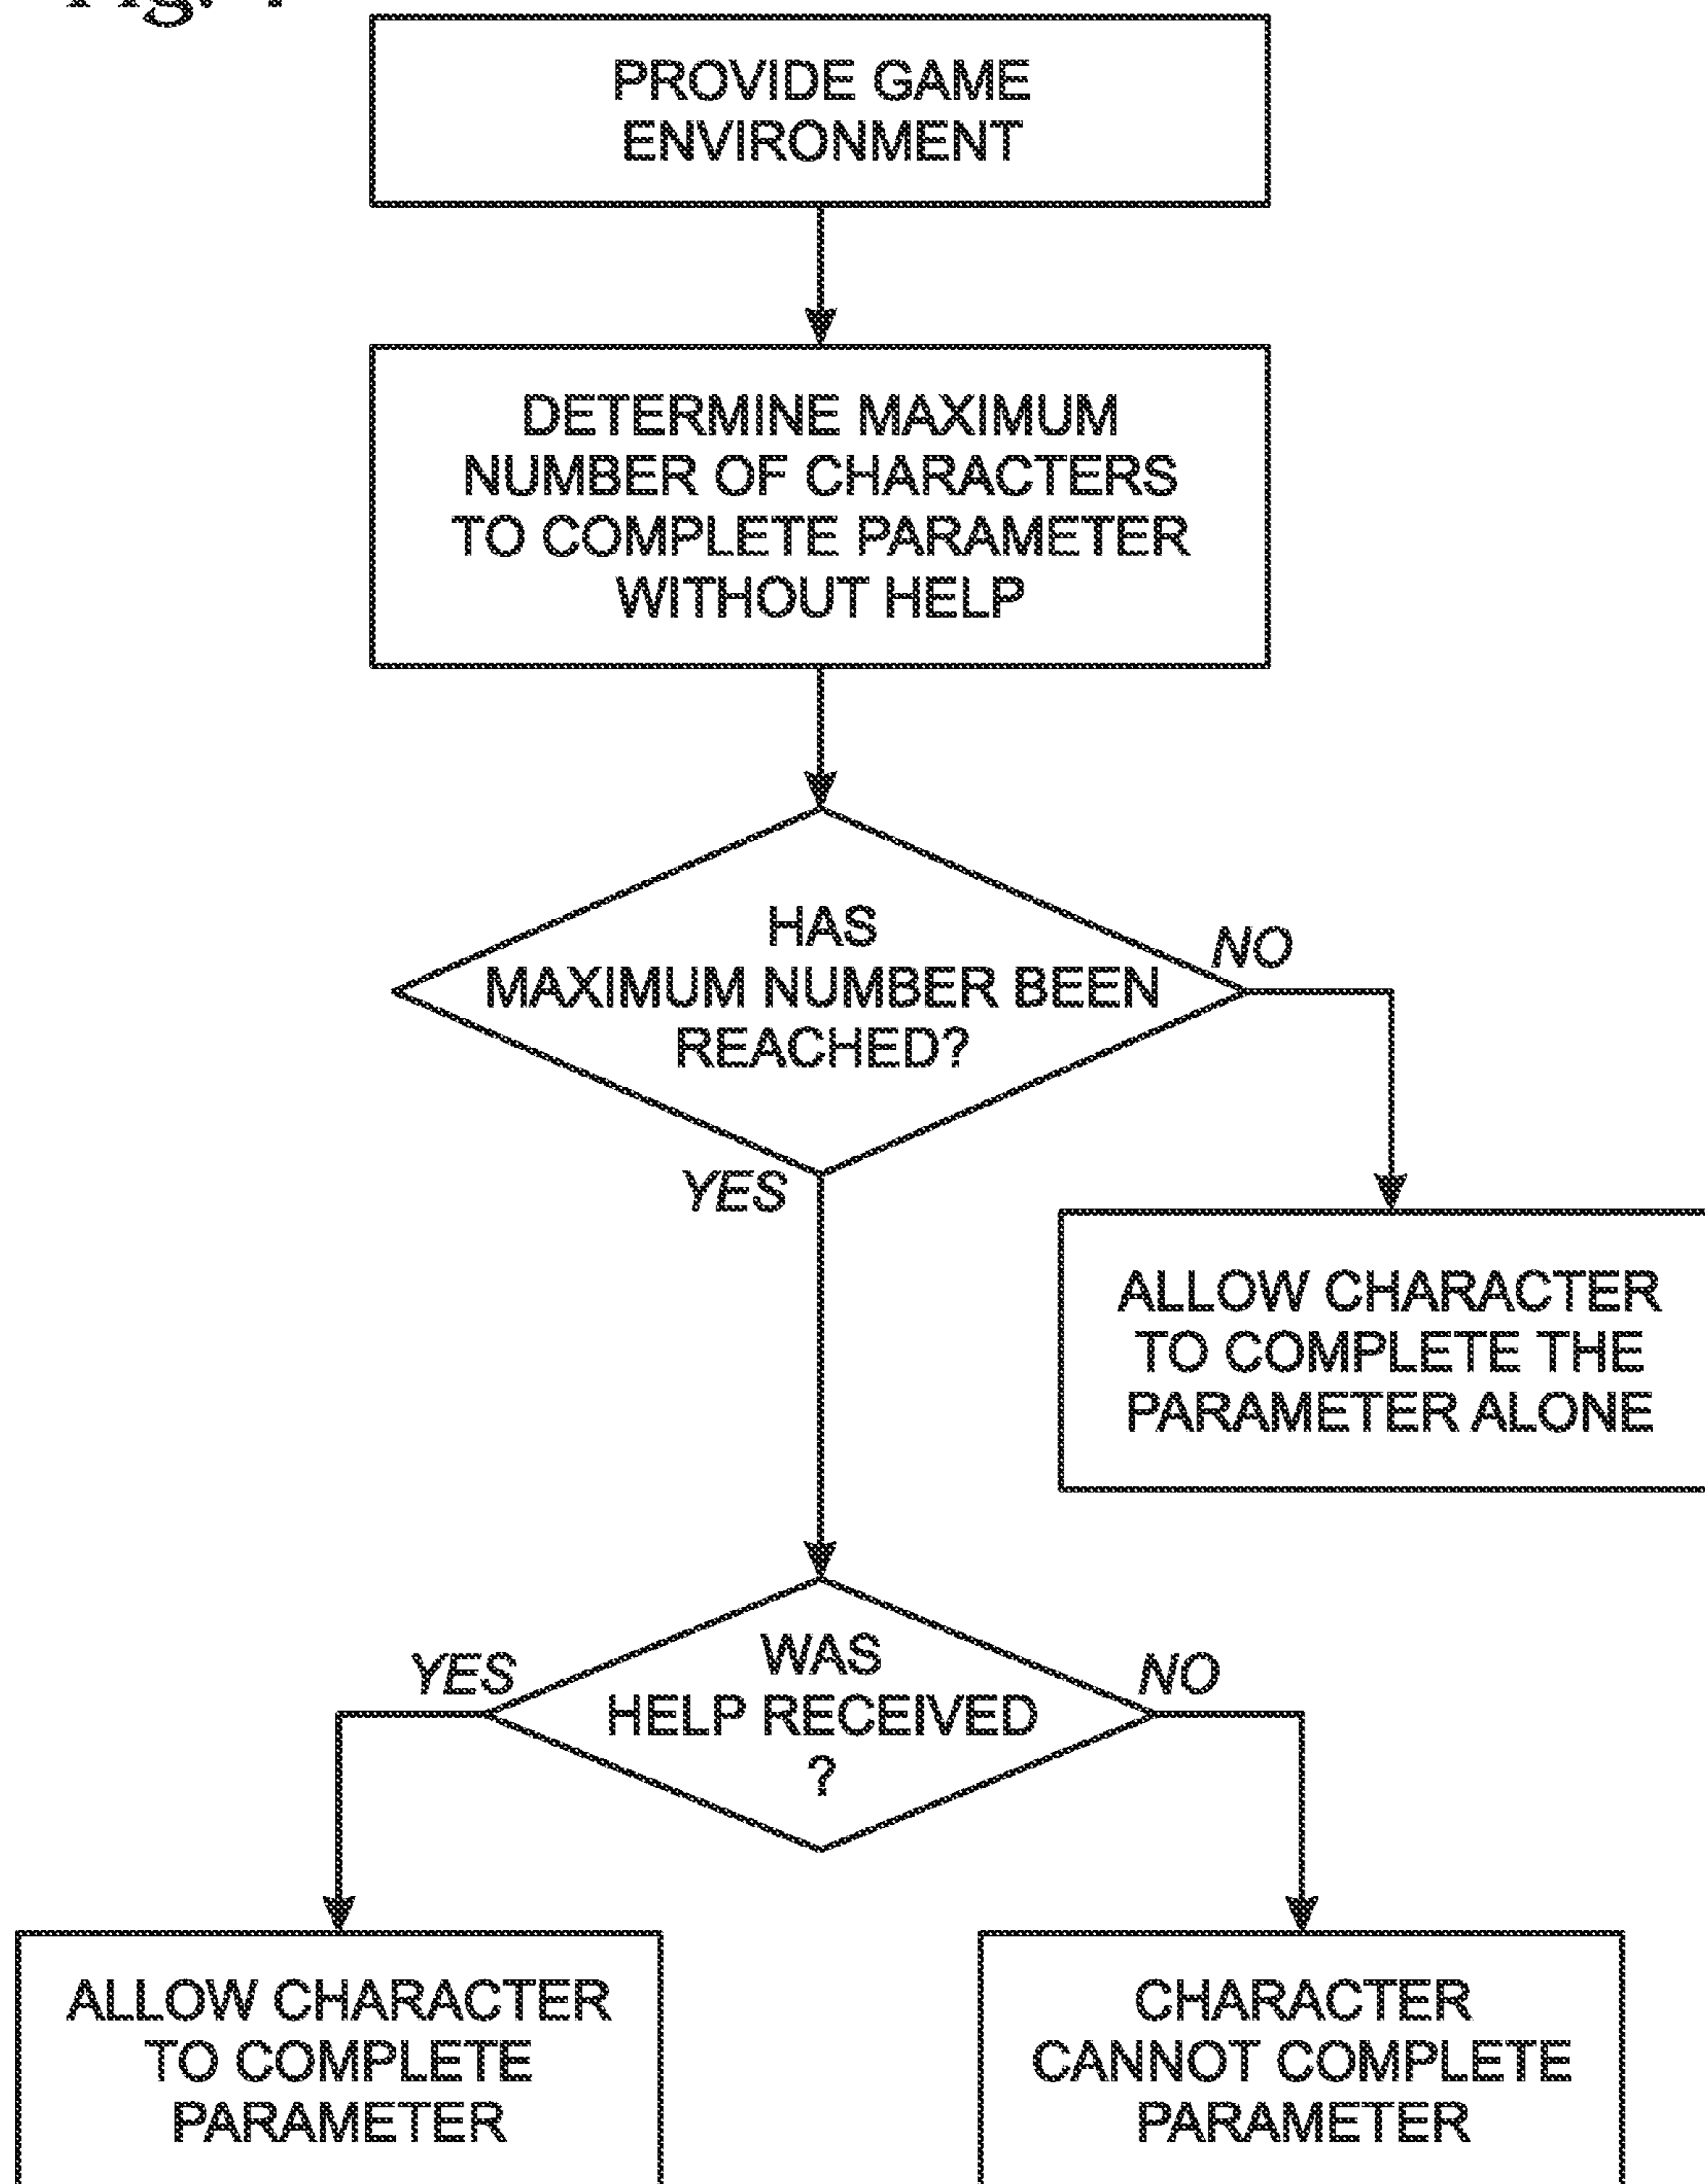 PROVIDE GAME
ENVIRONMENT
DETERMINE MAXIMUM
NUMBER OF CHARACTERS
TO COMPLETE PARAMETER
WITHOUT HELP
HAS
MAXIMUM NUMBER BEEN
REACHED?
NO
YES
ALLOW CHARACTER
TO COMPLETE THE
PARAMETER ALONE
WAS
HELP RECEIVED
?
YES
NO
ALLOW CHARACTER
TO COMPLETE
PARAMETER
CHARACTER
CANNOT COMPLETE
PARAMETER